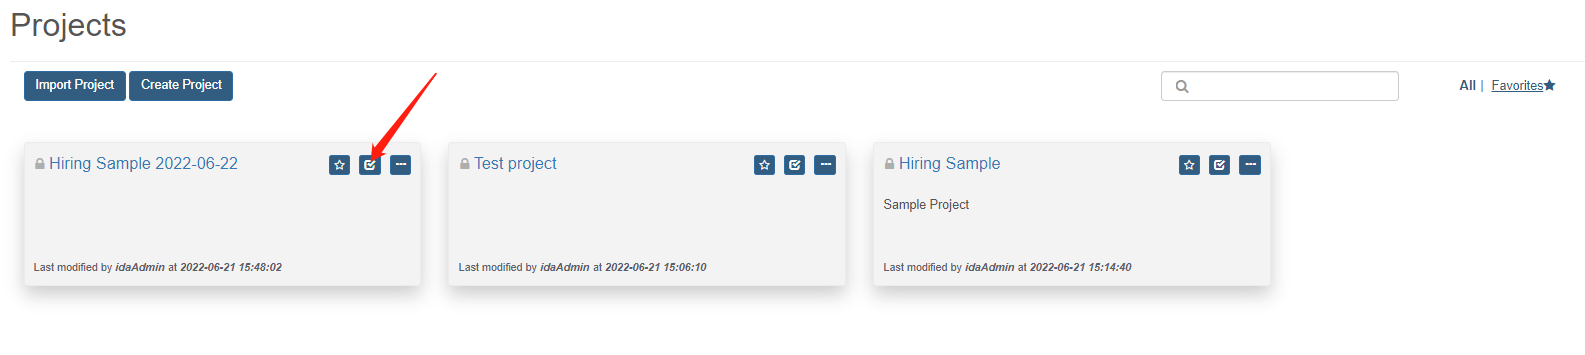 Projects
Import Project Create Project All | Favorites
Hiring Sample 2022-06-22 Test project Hiring Sample
Sample Project
Last modified by idaAdmin at 2022-06-21 15:48:02 Last modified by idaAdmin at 2022-06-21 15:06:10 Last modified by idaAdmin at 2022-06-21 15:14:40